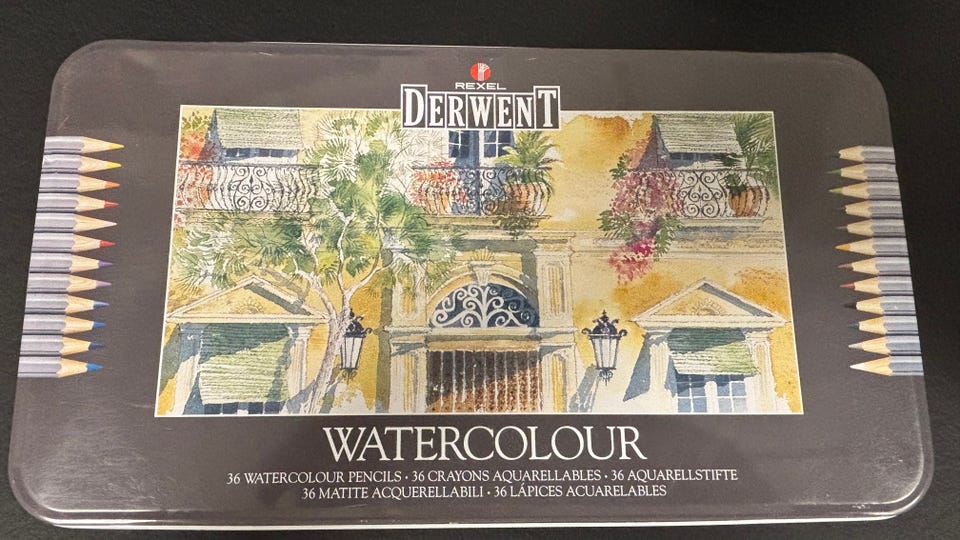 REXEL
DERWENT
WATERCOLOUR
36 WATERCOLOUR PENCILS · 36 CRAYONS AQUARELLABLES · 36 AQUARELLSTIFTE
36 MATITE ACQUERELLABILI · 36 LÁPICES ACUARELABLES